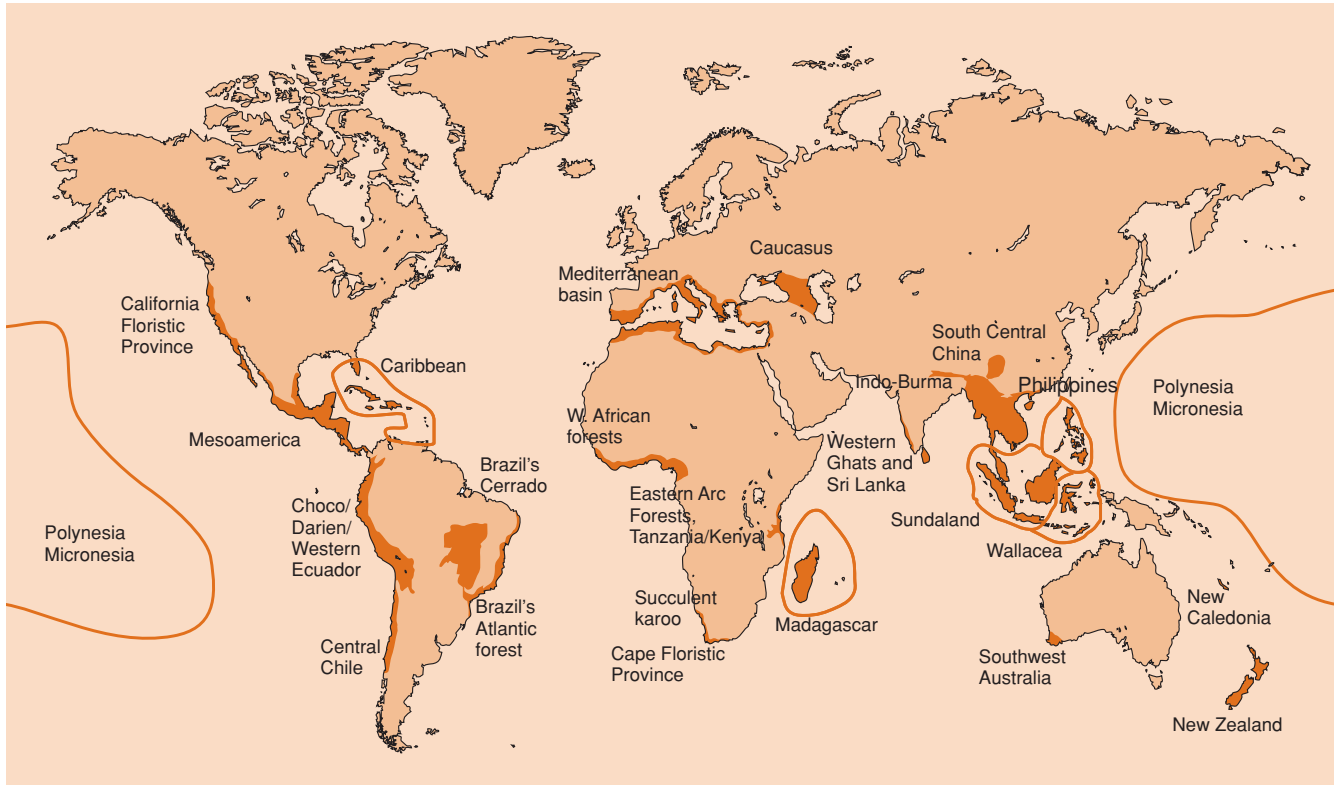 Caucasus
Mediterranean
basin
California
Floristic
Province
South Central
China
Caribbean
Indo-Burma
Philippines
Polynesia
Micronesia
Mesoamerica
W. African
forests
Western
Ghats and
Sri Lanka
Brazil's
Cerrado
Choco/
Darien/
Western
Ecuador
Eastern Arc
Forests,
Tanzania/Kenya
Sundaland
Wallacea
Polynesia
Micronesia
Succulent
karoo
Madagascar
New
Caledonia
Brazil's
Atlantic
forest
Central
Chile
Cape Floristic
Province
Southwest
Australia
New Zealand